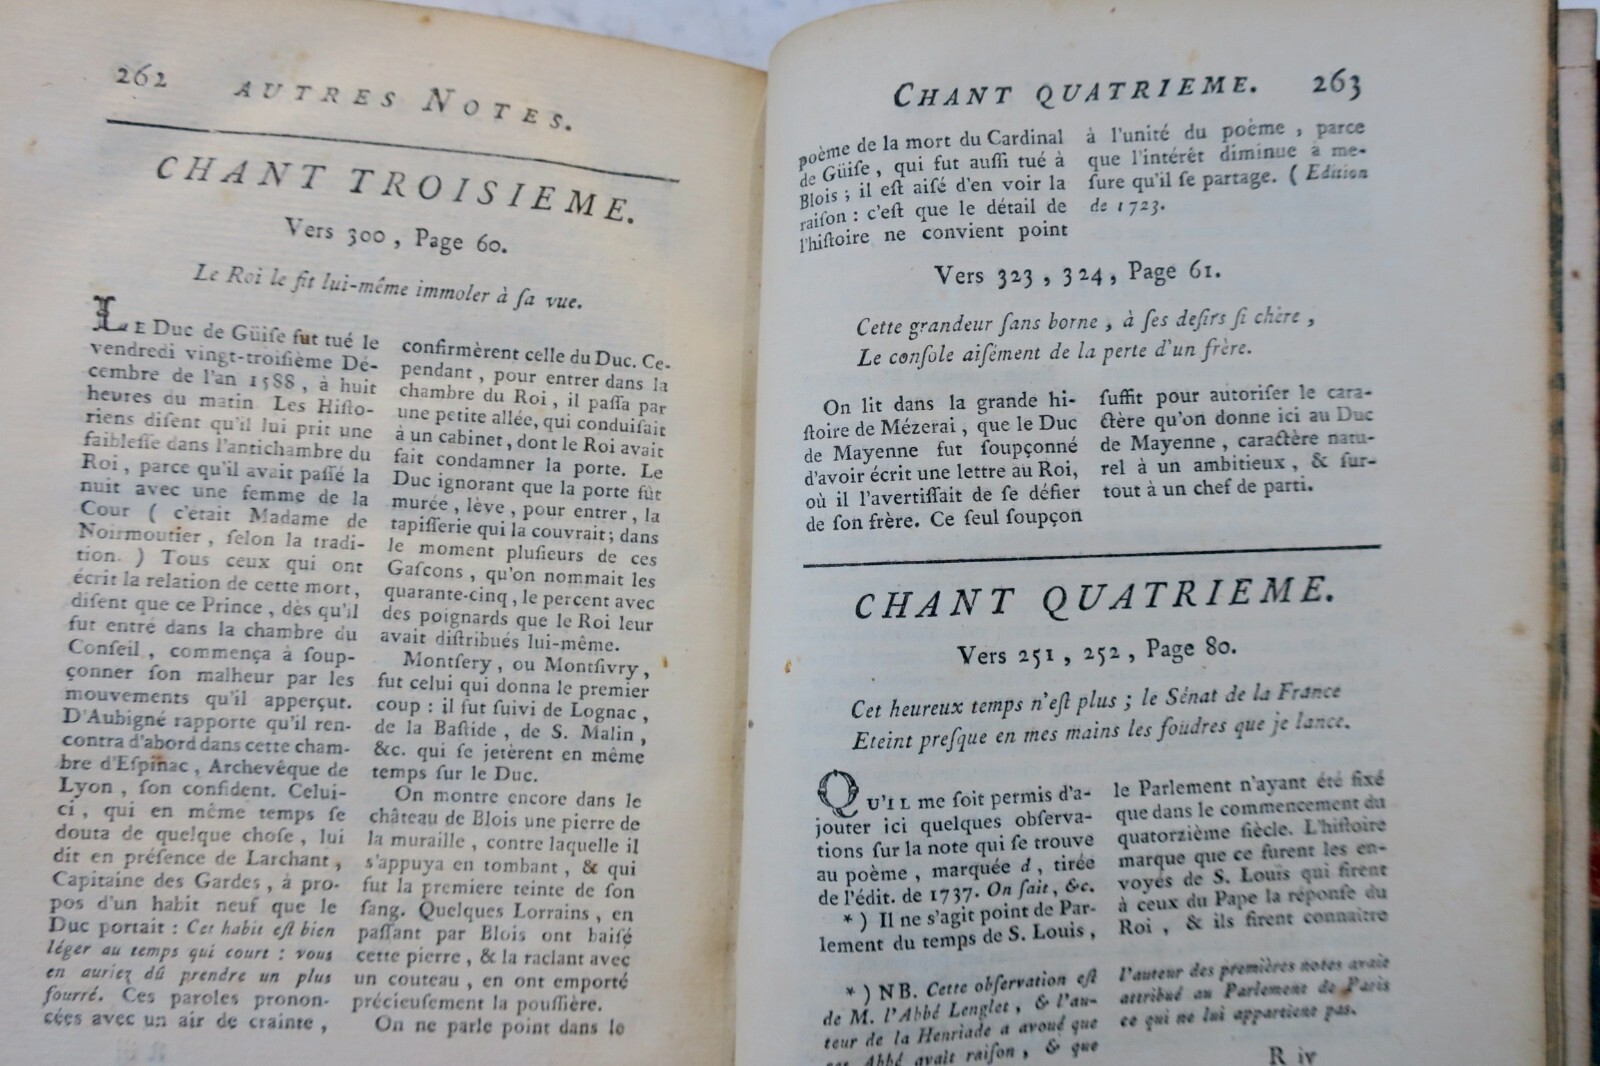 262 AUTRES NOTES.
CHANT TROISIEME.
Vers 300, Page 60.
Le Roi le fit lui-même immoler à ſa vue.
LE Duc de Güiſe fut tué le
vendredi vingt-troiſième Dé-
cembre de l'an 1588, à huit
heures du matin Les Hiſto-
riens diſent qu'il lui prit une
faibleſſe dans l'antichambre du
Roi, parce qu'il avait paſſé la
nuit avec une femme de la
Cour ( c'était Madame de
Noirmoutier, ſelon la tradi-
tion. ) Tous ceux qui ont
écrit la relation de cette mort,
diſent que ce Prince, dès qu'il
fut entré dans la chambre du
Conſeil, commença à ſoup-
çonner ſon malheur par les
mouvements qu'il apperçut.
D'Aubigné rapporte qu'il ren-
contra d'abord dans cette cham-
bre d'Eſpinac, Archevêque de
Lyon, ſon confident. Celui-
ci, qui en même temps ſe
douta de quelque choſe, lui
dit en préſence de Larchant,
Capitaine des Gardes, à pro-
pos d'un habit neuf que le
Duc portait : Cet habit eſt bien
léger au temps qui court : vous
en auriez dû prendre un plus
fourré. Ces paroles pronon-
cées avec un air de crainte,
confirmèrent celle du Duc. Ce-
pendant, pour entrer dans la
chambre du Roi, il paſſa par
une petite allée, qui conduiſait
à un cabinet, dont le Roi avait
fait condamner la porte. Le
Duc ignorant que la porte fût
murée, lève, pour entrer, la
tapiſſerie qui la couvrait; dans
le moment pluſieurs de ces
Gaſcons, qu'on nommait les
quarante-cinq, le percent avec
des poignards que le Roi leur
avait diſtribués lui-même.
Montſery, ou Montſivry,
fut celui qui donna le premier
coup : il fut ſuivi de Lognac,
de la Baſtide, de S. Malin,
&c. qui ſe jetèrent en même
temps ſur le Duc.
On montre encore dans le
château de Blois une pierre de
la muraille, contre laquelle il
s'appuya en tombant, & qui
fut la premiere teinte de ſon
ſang. Quelques Lorrains, en
paſſant par Blois ont baiſé
cette pierre, & la raclant avec
un couteau, en ont emporté
précieuſement la pouſſière.
On ne parle point dans le
CHANT QUATRIEME. 263
poème de la mort du Cardinal
de Güiſe, qui fut auſſi tué à
Blois ; il eſt aiſé d'en voir la
raiſon : c'eſt que le détail de
l'hiſtoire ne convient point
à l'unité du poème, parce
que l'intérêt diminue à me-
ſure qu'il ſe partage. ( Edition
de 1723.
Vers 323, 324, Page 61.
Cette grandeur ſans borne, à ſes deſirs ſi chère,
Le conſole aiſément de la perte d'un frère.
On lit dans la grande hi-
ſtoire de Mézerai, que le Duc
de Mayenne fut ſoupçonné
d'avoir écrit une lettre au Roi,
où il l'avertiſſait de ſe défier
de ſon frère. Ce ſeul ſoupçon
ſuffit pour autoriſer le cara-
ctère qu'on donne ici au Duc
de Mayenne, caractère natu-
rel à un ambitieux, & ſur-
tout à un chef de parti.
CHANT QUATRIEME.
Vers 251, 252, Page 80.
Cet heureux temps n'eſt plus ; le Sénat de la France
Eteint preſque en mes mains les foudres que je lance.
QU'IL me ſoit permis d'a-
jouter ici quelques obſerva-
tions ſur la note qui ſe trouve
au poème, marquée d, tirée
de l'édit. de 1737. On ſait, &c.
*) Il ne s'agit point de Par-
lement du temps de S. Louis,
le Parlement n'ayant été fixé
que dans le commencement du
quatorzième ſiècle. L'hiſtoire
marque que ce furent les en-
voyés de S. Louis qui firent
à ceux du Pape la réponſe du
Roi, & ils firent connaître
*) NB. Cette obſervation eſt
de M. l'Abbé Lenglet, & l'au-
teur de la Henriade a avoué que
Abbé avait raiſon, & que
l'auteur des premières notes avait
attribué au Parlement de Paris
ce qui ne lui appartient pas.
R iv